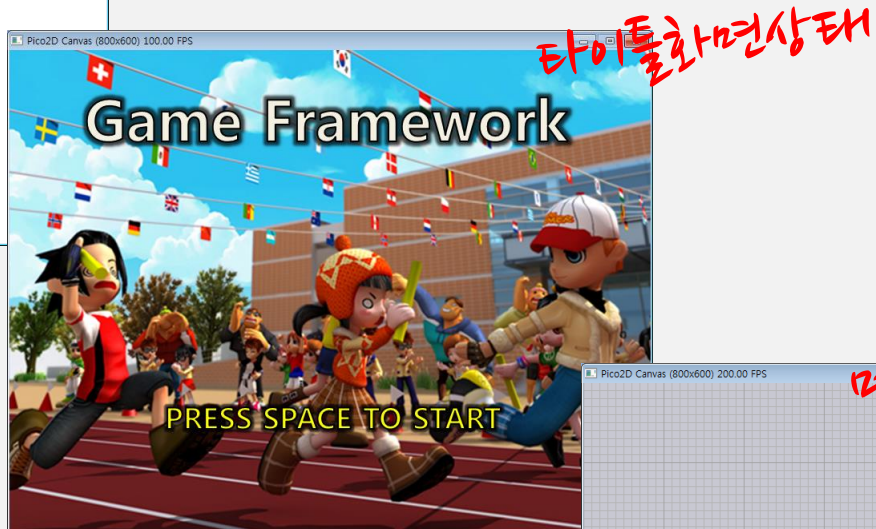 타이틀화면상태
Pico2D Canvas (800x600) 100.00 FPS
Game Framework
PRESS SPACE TO START
Pico2D Canvas (800x600) 200.00 FPS